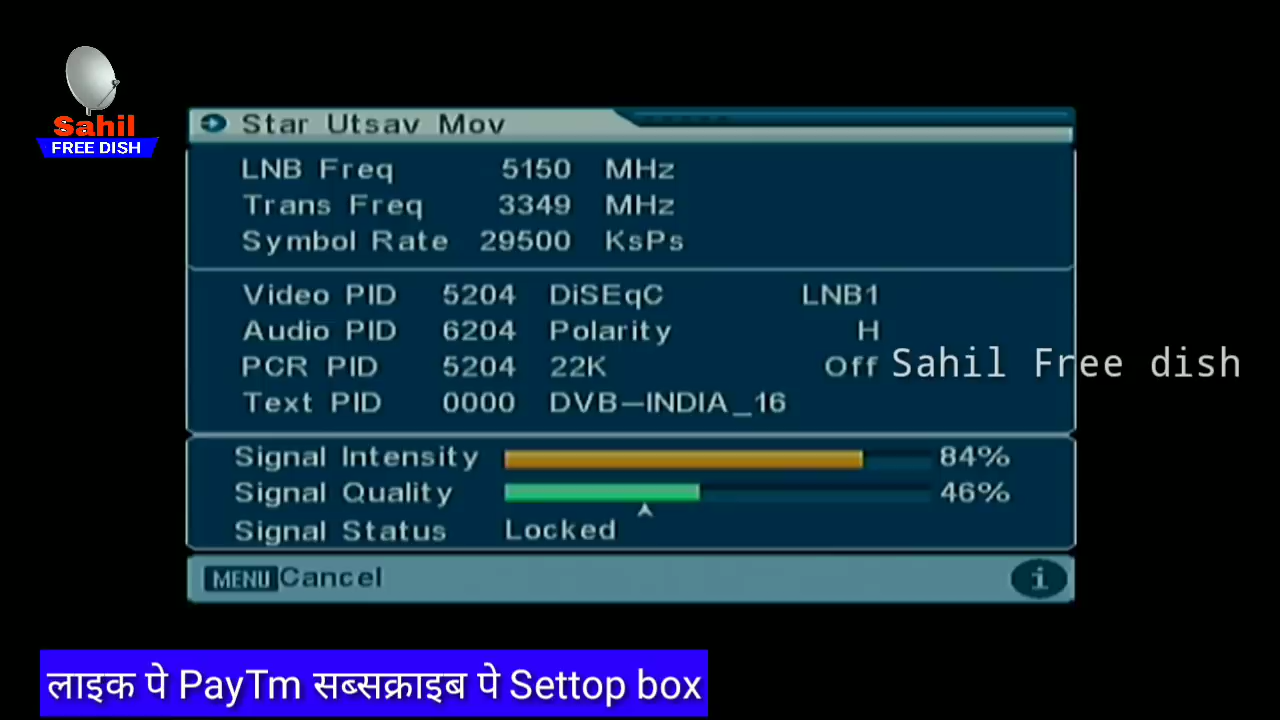 Sahil
FREE DISH
Star Utsav Mov
LNB Freq 5150 MHz
Trans Freq 3349 MHz
Symbol Rate 29500 KsPs
Video PID 5204 DiSEqC LNB1
Audio PID 6204 Polarity H
PCR PID 5204 22K Off
Sahil Free dish
Text PID 0000 DVB-INDIA_16
Signal Intensity 84%
Signal Quality 46%
Signal Status Locked
MENU Cancel i
लाइक पे PayTm सब्सक्राइब पे Settop box